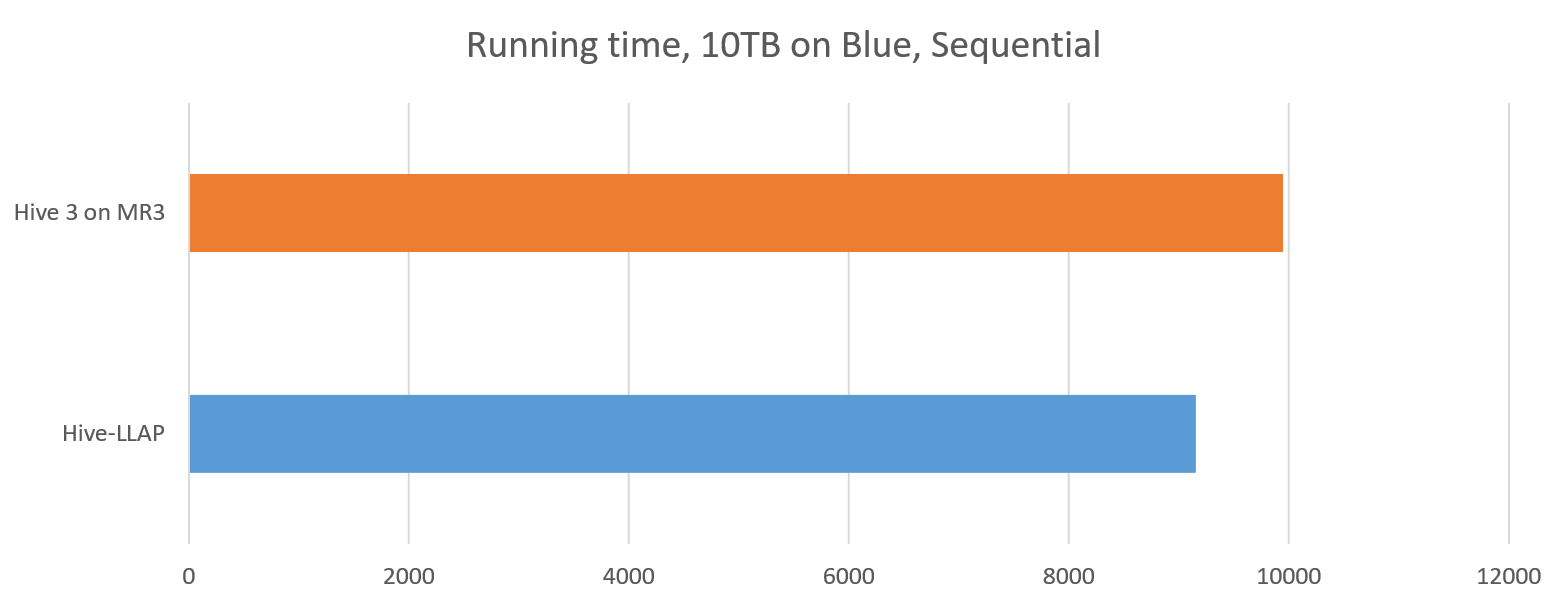 Running time, 10TB on Blue, Sequential
Hive 3 on MR3
Hive-LLAP
0 2000 4000 6000 8000 10000 12000